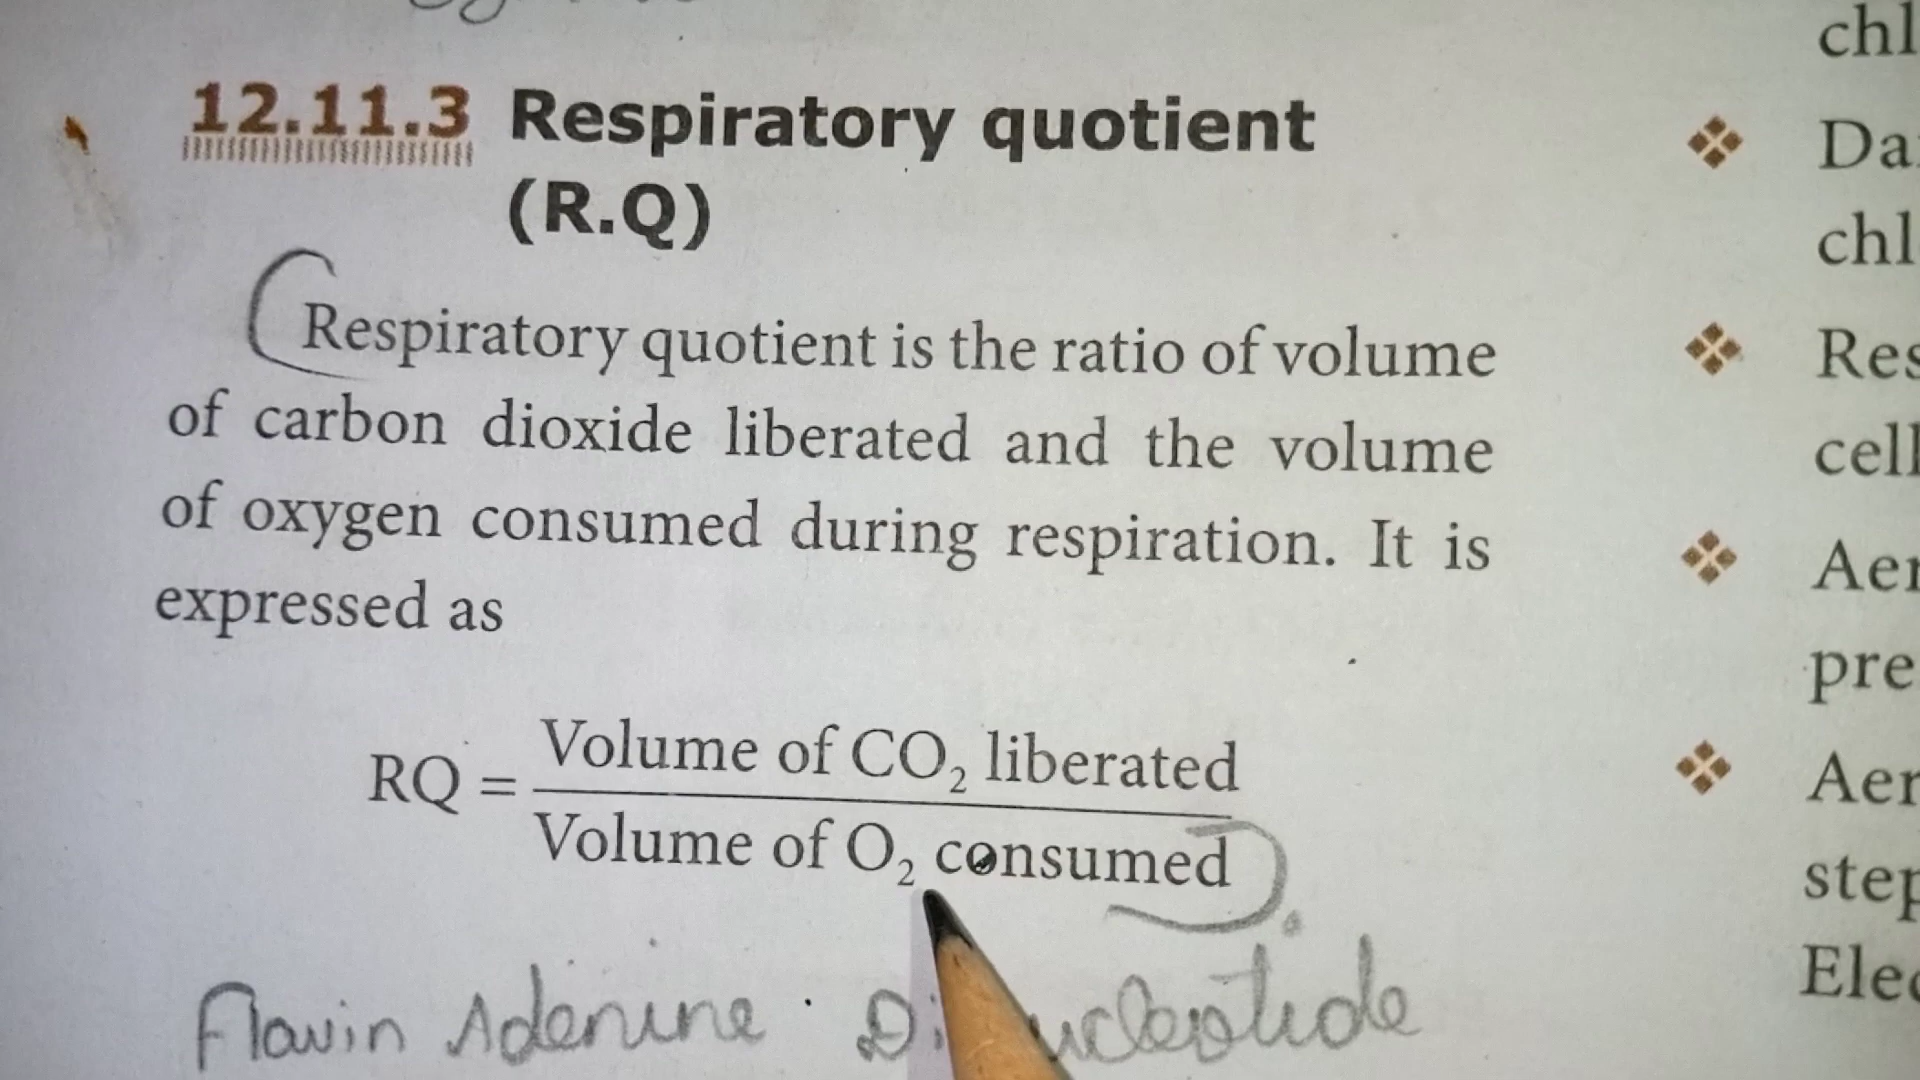 12.11.3 Respiratory quotient
(R.Q)
Respiratory quotient is the ratio of volume
of carbon dioxide liberated and the volume
of oxygen consumed during respiration. It is
expressed as
RQ = Volume of CO₂ liberated
Volume of O₂ consumed
Flavin Adenine
chl
Da
chl
Res
cell
Aer
pre
Aer
step
Elec